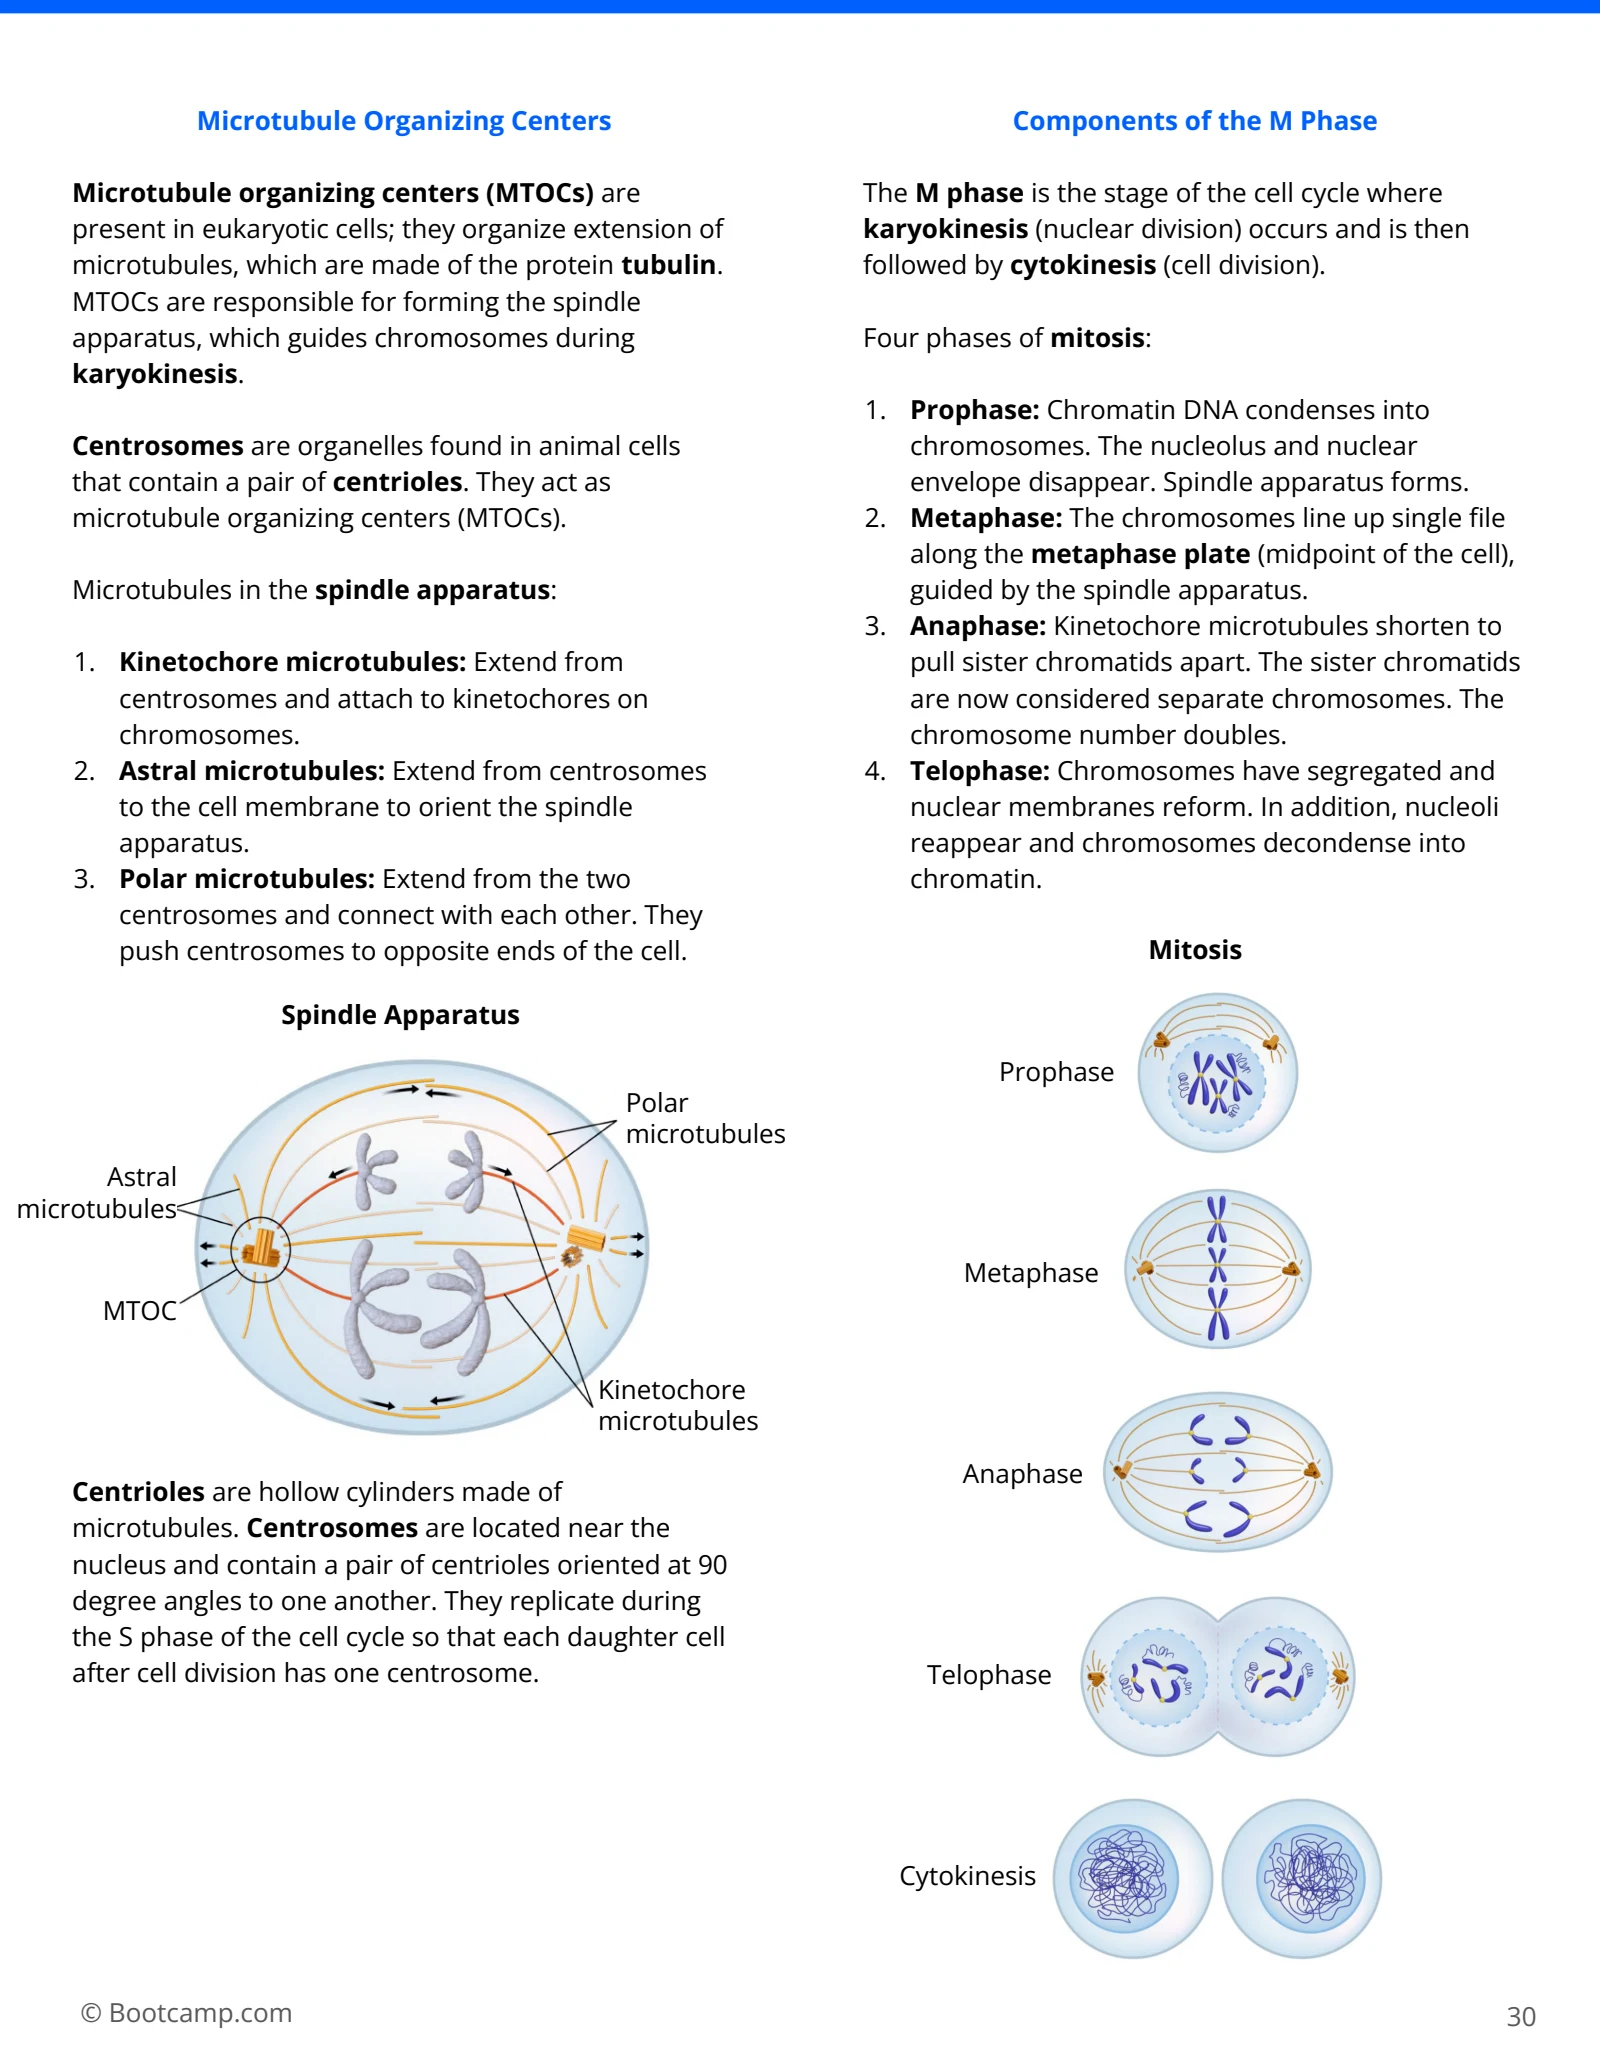 Microtubule Organizing Centers
Microtubule organizing centers (MTOCs) are
present in eukaryotic cells; they organize extension of
microtubules, which are made of the protein tubulin.
MTOCs are responsible for forming the spindle
apparatus, which guides chromosomes during
karyokinesis.
Centrosomes are organelles found in animal cells
that contain a pair of centrioles. They act as
microtubule organizing centers (MTOCs).
Microtubules in the spindle apparatus:
1. Kinetochore microtubules: Extend from
centrosomes and attach to kinetochores on
chromosomes.
2. Astral microtubules: Extend from centrosomes
to the cell membrane to orient the spindle
apparatus.
3. Polar microtubules: Extend from the two
centrosomes and connect with each other. They
push centrosomes to opposite ends of the cell.
Spindle Apparatus
Polar
microtubules
Astral
microtubules
MTOC
Kinetochore
microtubules
Centrioles are hollow cylinders made of
microtubules. Centrosomes are located near the
nucleus and contain a pair of centrioles oriented at 90
degree angles to one another. They replicate during
the S phase of the cell cycle so that each daughter cell
after cell division has one centrosome.
Components of the M Phase
The M phase is the stage of the cell cycle where
karyokinesis (nuclear division) occurs and is then
followed by cytokinesis (cell division).
Four phases of mitosis:
1. Prophase: Chromatin DNA condenses into
chromosomes. The nucleolus and nuclear
envelope disappear. Spindle apparatus forms.
2. Metaphase: The chromosomes line up single file
along the metaphase plate (midpoint of the cell),
guided by the spindle apparatus.
3. Anaphase: Kinetochore microtubules shorten to
pull sister chromatids apart. The sister chromatids
are now considered separate chromosomes. The
chromosome number doubles.
4. Telophase: Chromosomes have segregated and
nuclear membranes reform. In addition, nucleoli
reappear and chromosomes decondense into
chromatin.
Mitosis
Prophase
Metaphase
Anaphase
Telophase
Cytokinesis
© Bootcamp.com
30